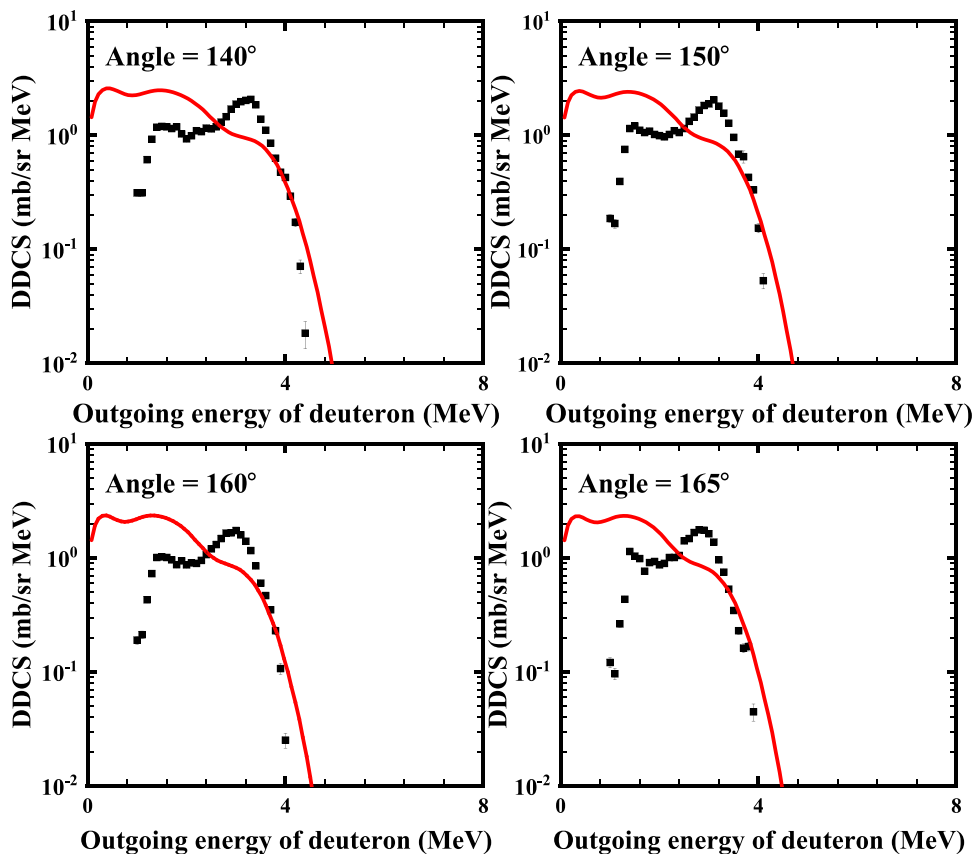 10^1
10^0
10^-1
10^-2
DDCS (mb/sr MeV)
Angle = 140°
0 4 8
Outgoing energy of deuteron (MeV)
10^1
10^0
10^-1
10^-2
DDCS (mb/sr MeV)
Angle = 150°
0 4 8
Outgoing energy of deuteron (MeV)
10^1
10^0
10^-1
10^-2
DDCS (mb/sr MeV)
Angle = 160°
0 4 8
Outgoing energy of deuteron (MeV)
10^1
10^0
10^-1
10^-2
DDCS (mb/sr MeV)
Angle = 165°
0 4 8
Outgoing energy of deuteron (MeV)